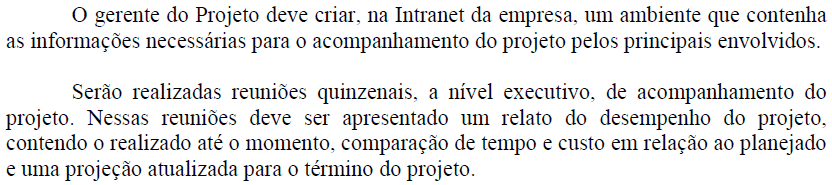 O gerente do Projeto deve criar, na Intranet da empresa, um ambiente que contenha
as informações necessárias para o acompanhamento do projeto pelos principais envolvidos.
Serão realizadas reuniões quinzenais, a nível executivo, de acompanhamento do
projeto. Nessas reuniões deve ser apresentado um relato do desempenho do projeto,
contendo o realizado até o momento, comparação de tempo e custo em relação ao planejado
e uma projeção atualizada para o término do projeto.